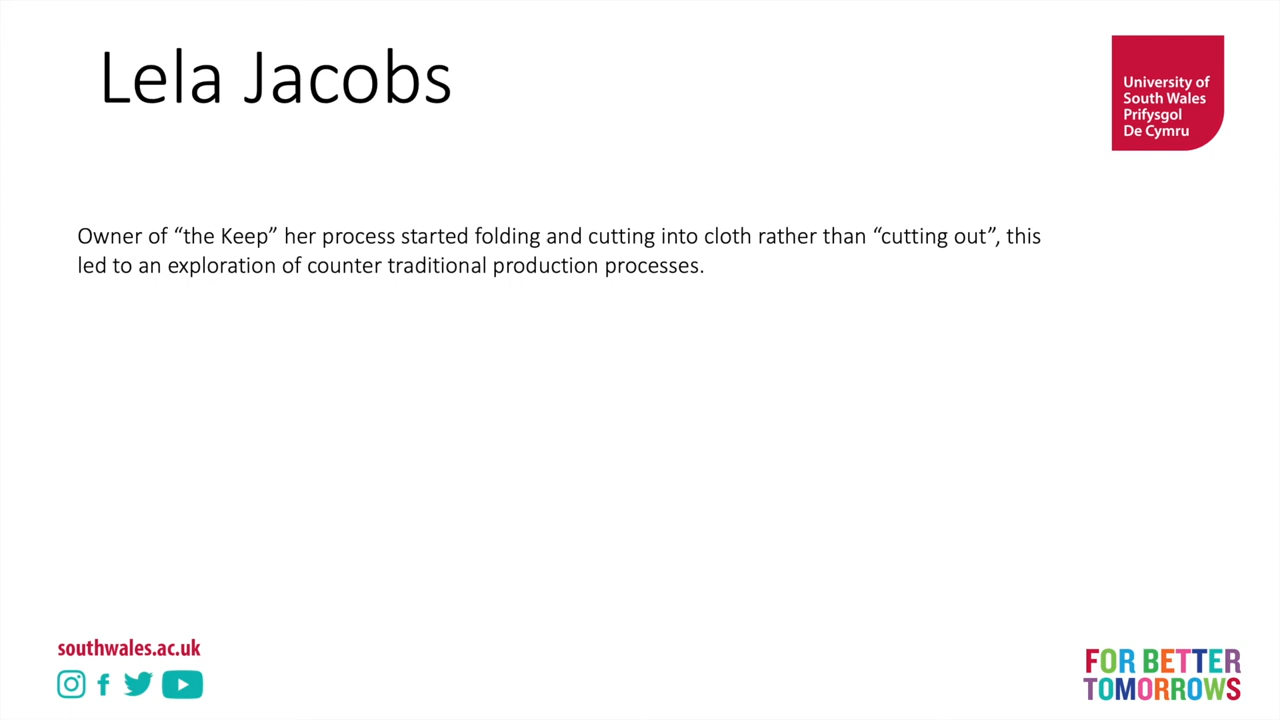 Lela Jacobs
University of
South Wales
Prifysgol
De Cymru
Owner of “the Keep” her process started folding and cutting into cloth rather than “cutting out”, this
led to an exploration of counter traditional production processes.
southwales.ac.uk
FOR BETTER
TOMORROWS